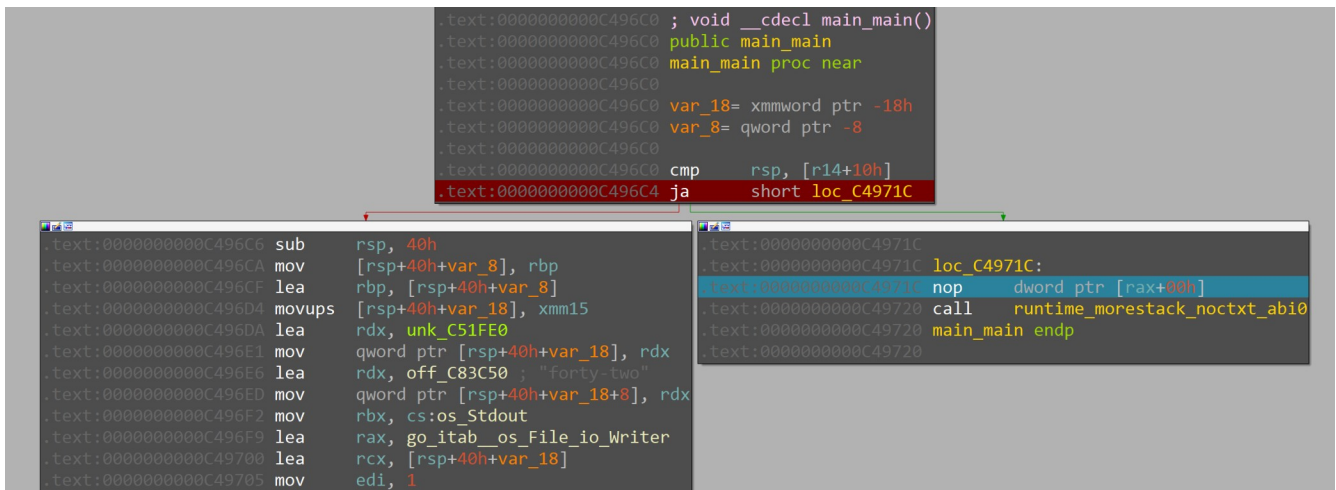 .text:0000000000C496C0 ; void __cdecl main_main()
.text:0000000000C496C0 public main_main
.text:0000000000C496C0 main_main proc near
.text:0000000000C496C0
.text:0000000000C496C0 var_18= xmmword ptr -18h
.text:0000000000C496C0 var_8= qword ptr -8
.text:0000000000C496C0
.text:0000000000C496C0 cmp rsp, [r14+10h]
.text:0000000000C496C4 ja short loc_C4971C
.text:0000000000C496C6 sub rsp, 40h
.text:0000000000C496CA mov [rsp+40h+var_8], rbp
.text:0000000000C496CF lea rbp, [rsp+40h+var_8]
.text:0000000000C496D4 movups [rsp+40h+var_18], xmm15
.text:0000000000C496DA lea rdx, unk_C51FE0
.text:0000000000C496E1 mov qword ptr [rsp+40h+var_18], rdx
.text:0000000000C496E6 lea rdx, off_C83C50 ; "forty-two"
.text:0000000000C496ED mov qword ptr [rsp+40h+var_18+8], rdx
.text:0000000000C496F2 mov rbx, cs:os_Stdout
.text:0000000000C496F9 lea rax, go_itab__os_File_io_Writer
.text:0000000000C49700 lea rcx, [rsp+40h+var_18]
.text:0000000000C49705 mov edi, 1
.text:0000000000C4971C
.text:0000000000C4971C loc_C4971C:
.text:0000000000C4971C nop dword ptr [rax+00h]
.text:0000000000C49720 call runtime_morestack_noctxt_abi0
.text:0000000000C49720 main_main endp
.text:0000000000C49720